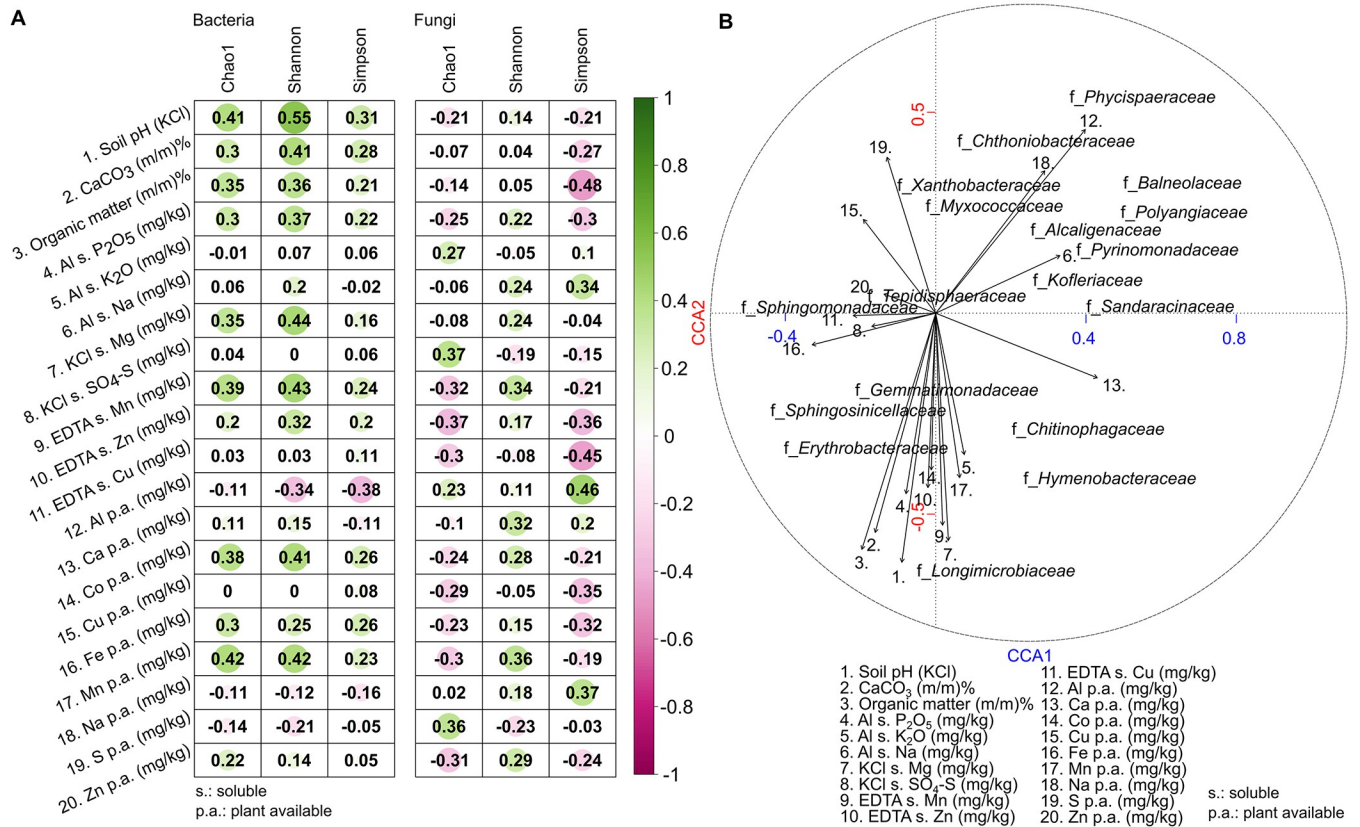 A
Bacteria
Fungi
Chao1 Shannon Simpson Chao1 Shannon Simpson
1. Soil pH (KCl) 0.41 0.55 0.31 -0.21 0.14 -0.21
2. CaCO3 (m/m)% 0.3 0.41 0.28 -0.07 0.04 -0.27
3. Organic matter (m/m)% 0.35 0.36 0.21 -0.14 0.05 -0.48
4. Al s. P2O5 (mg/kg) 0.3 0.37 0.22 -0.25 0.22 -0.3
5. Al s. K2O (mg/kg) -0.01 0.07 0.06 0.27 -0.05 0.1
6. Al s. Na (mg/kg) 0.06 0.2 -0.02 -0.06 0.24 0.34
7. KCl s. Mg (mg/kg) 0.35 0.44 0.16 -0.08 0.24 -0.04
8. KCl s. SO4-S (mg/kg) 0.04 0 0.06 0.37 -0.19 -0.15
9. EDTA s. Mn (mg/kg) 0.39 0.43 0.24 -0.32 0.34 -0.21
10. EDTA s. Zn (mg/kg) 0.2 0.32 0.2 -0.37 0.17 -0.36
11. EDTA s. Cu (mg/kg) 0.03 0.03 0.11 -0.3 -0.08 -0.45
12. Al p.a. (mg/kg) -0.11 -0.34 -0.38 0.23 0.11 0.46
13. Ca p.a. (mg/kg) 0.11 0.15 -0.11 -0.1 0.32 0.2
14. Co p.a. (mg/kg) 0.38 0.41 0.26 -0.24 0.28 -0.21
15. Cu p.a. (mg/kg) 0 0 0.08 -0.29 -0.05 -0.35
16. Fe p.a. (mg/kg) 0.3 0.25 0.26 -0.23 0.15 -0.32
17. Mn p.a. (mg/kg) 0.42 0.42 0.23 -0.3 0.36 -0.19
18. Na p.a. (mg/kg) -0.11 -0.12 -0.16 0.02 0.18 0.37
19. S p.a. (mg/kg) -0.14 -0.21 -0.05 0.36 -0.23 -0.03
20. Zn p.a. (mg/kg) 0.22 0.14 0.05 -0.31 0.29 -0.24
s.: soluble
p.a.: plant available
1
0.8
0.6
0.4
0.2
0
-0.2
-0.4
-0.6
-0.8
-1
B
f_Phycispaeraceae
0.5
12.
19.
f_Chthoniobacteraceae
18.
f_Xanthobacteraceae
f_Balneolaceae
15.
f_Myxococcaceae
f_Polyangiaceae
f_Alcaligenaceae
6.
f_Pyrinomonadaceae
f_Kofleriaceae
20.
f_Tepidisphaeraceae
f_Sphingomonadaceae
f_Sandaracinaceae
11.
8.
CCA2
-0.4
0.4
0.8
16.
13.
f_Gemmatimonadaceae
f_Sphingosinicellaceae
f_Chitinophagaceae
f_Erythrobacteraceae
5.
14.
f_Hymenobacteraceae
17.
10.
4.
-0.5
9.
2.
7.
3.
1.
f_Longimicrobiaceae
CCA1
1. Soil pH (KCl)
2. CaCO3 (m/m)%
3. Organic matter (m/m)%
4. Al s. P2O5 (mg/kg)
5. Al s. K2O (mg/kg)
6. Al s. Na (mg/kg)
7. KCl s. Mg (mg/kg)
8. KCl s. SO4-S (mg/kg)
9. EDTA s. Mn (mg/kg)
10. EDTA s. Zn (mg/kg)
11. EDTA s. Cu (mg/kg)
12. Al p.a. (mg/kg)
13. Ca p.a. (mg/kg)
14. Co p.a. (mg/kg)
15. Cu p.a. (mg/kg)
16. Fe p.a. (mg/kg)
17. Mn p.a. (mg/kg)
18. Na p.a. (mg/kg)
19. S p.a. (mg/kg)
20. Zn p.a. (mg/kg)
s.: soluble
p.a.: plant available